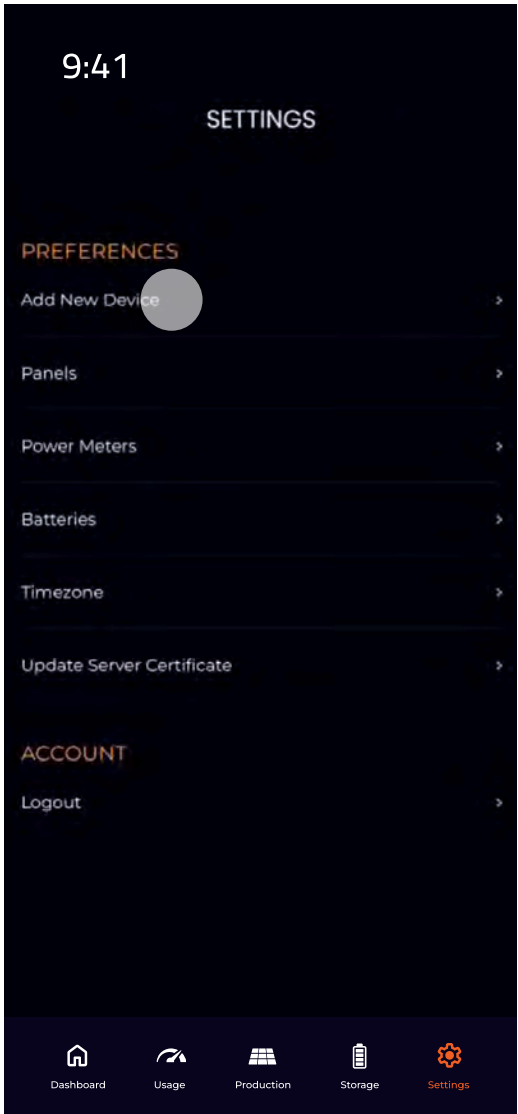 9:41
SETTINGS
PREFERENCES
Add New Device
Panels
Power Meters
Batteries
Timezone
Update Server Certificate
ACCOUNT
Logout
Dashboard Usage Production Storage Settings